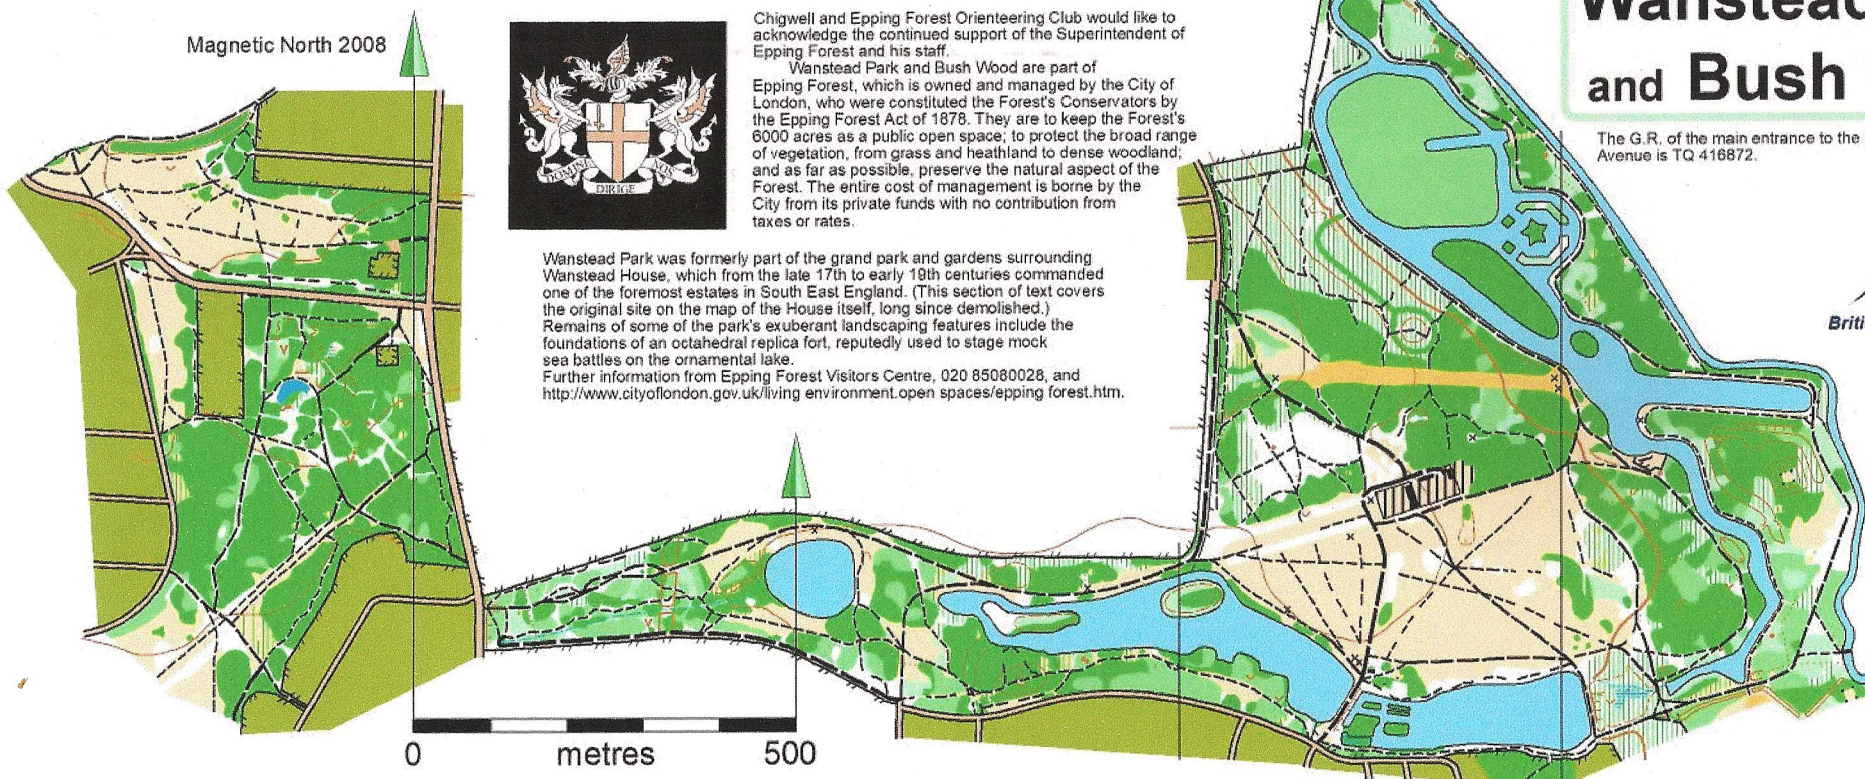 Magnetic North 2008
Chigwell and Epping Forest Orienteering Club would like to
acknowledge the continued support of the Superintendent of
Epping Forest and his staff.
Wanstead Park and Bush Wood are part of
Epping Forest, which is owned and managed by the City of
London, who were constituted the Forest's Conservators by
the Epping Forest Act of 1878. They are to keep the Forest's
6000 acres as a public open space; to protect the broad range
of vegetation, from grass and heathland to dense woodland;
and as far as possible, preserve the natural aspect of the
Forest. The entire cost of management is borne by the
City from its private funds with no contribution from
taxes or rates.
DOMINE DIRIGE NOS
Wanstead Park was formerly part of the grand park and gardens surrounding
Wanstead House, which from the late 17th to early 19th centuries commanded
one of the foremost estates in South East England. (This section of text covers
the original site on the map of the House itself, long since demolished.)
Remains of some of the park's exuberant landscaping features include the
foundations of an octahedral replica fort, reputedly used to stage mock
sea battles on the ornamental lake.
Further information from Epping Forest Visitors Centre, 020 85080028, and
http://www.cityoflondon.gov.uk/living environment.open spaces/epping forest.htm.
Wanstead
and Bush
The G.R. of the main entrance to the
Avenue is TQ 416872.
Briti
0 metres 500